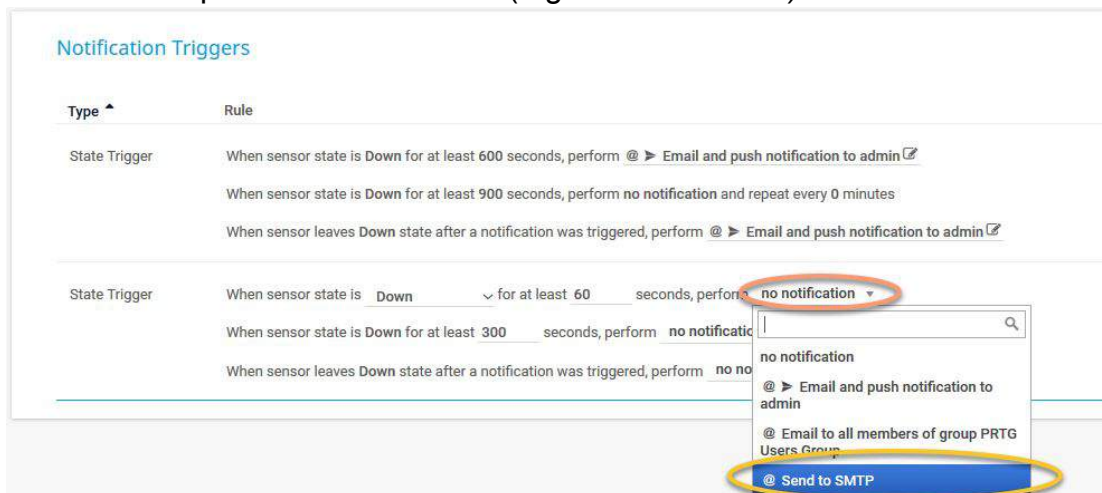 Notification Triggers
Type Rule
State Trigger When sensor state is Down for at least 600 seconds, perform @ ➤ Email and push notification to admin
When sensor state is Down for at least 900 seconds, perform no notification and repeat every 0 minutes
When sensor leaves Down state after a notification was triggered, perform @ ➤ Email and push notification to admin
State Trigger When sensor state is Down for at least 60 seconds, perform no notification
When sensor state is Down for at least 300 seconds, perform no notificatio
When sensor leaves Down state after a notification was triggered, perform no no
no notification
@ ➤ Email and push notification to
admin
@ Email to all members of group PRTG
Users Group
@ Send to SMTP